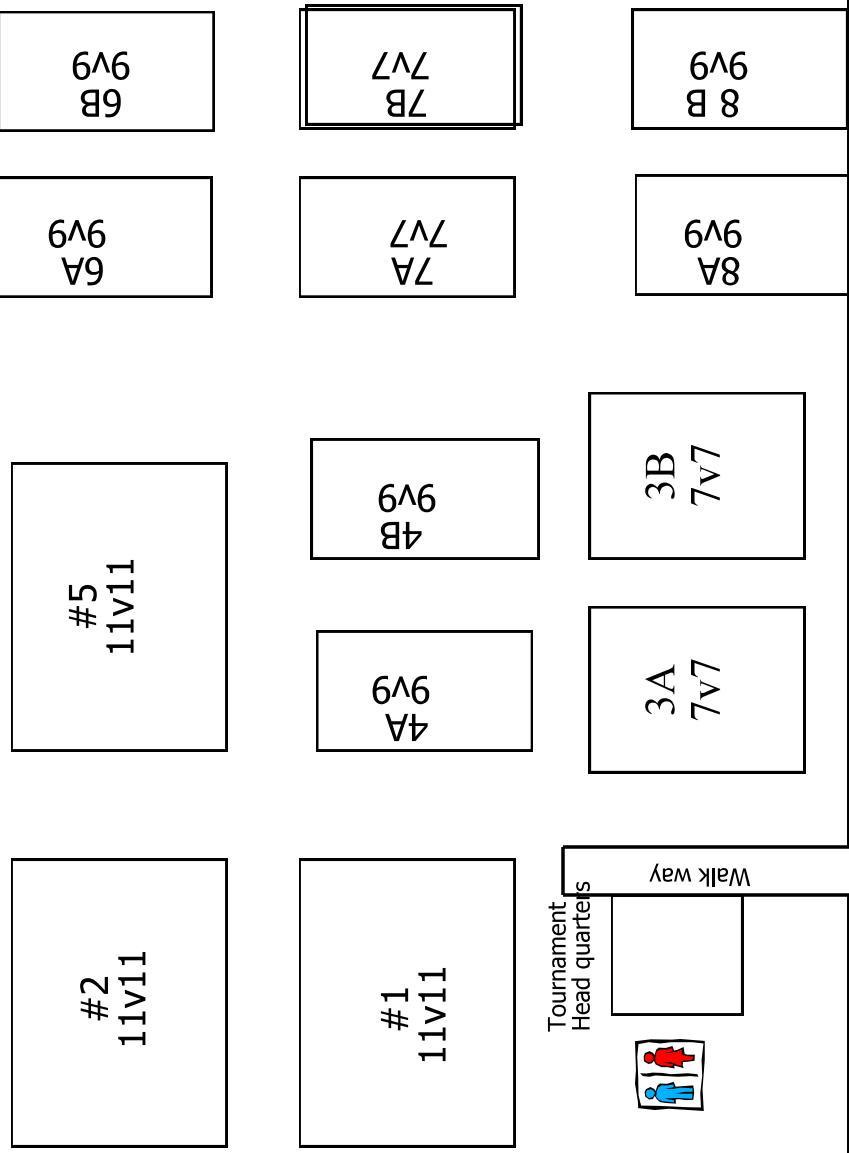 6B
9v9
7B
7v7
8 B
9v9
6A
9v9
7A
7v7
8A
9v9
#5
11v11
4B
9v9
3B
7v7
4A
9v9
3A
7v7
#2
11v11
#1
11v11
Walk way
Tournament
Head quarters